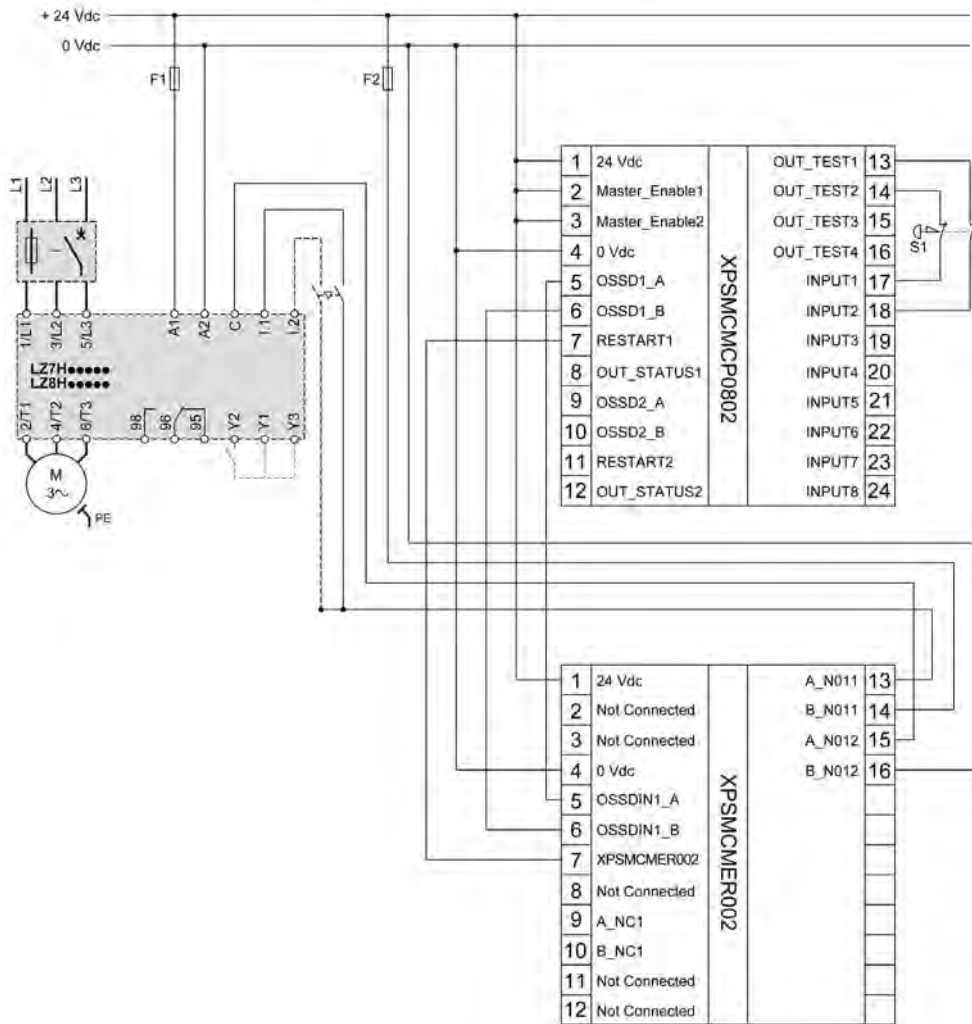 + 24 Vdc
0 Vdc
F1
F2
L1
L2
L3
1/L1
3/L2
5/L3
A1
A2
C
I.1
I.2
LZ7H●●●●●
LZ8H●●●●●
2/T1
4/T2
6/T3
98
96
95
Y2
Y1
Y3
M
3~
PE
1 24 Vdc
2 Master_Enable1
3 Master_Enable2
4 0 Vdc
5 OSSD1_A
6 OSSD1_B
7 RESTART1
8 OUT_STATUS1
9 OSSD2_A
10 OSSD2_B
11 RESTART2
12 OUT_STATUS2
XPSMCMCP0802
OUT_TEST1 13
OUT_TEST2 14
OUT_TEST3 15
OUT_TEST4 16
INPUT1 17
INPUT2 18
INPUT3 19
INPUT4 20
INPUT5 21
INPUT6 22
INPUT7 23
INPUT8 24
S1
1 24 Vdc
2 Not Connected
3 Not Connected
4 0 Vdc
5 OSSDIN1_A
6 OSSDIN1_B
7 XPSMCMER002
8 Not Connected
9 A_NC1
10 B_NC1
11 Not Connected
12 Not Connected
XPSMCMER002
A_N011 13
B_N011 14
A_N012 15
B_N012 16